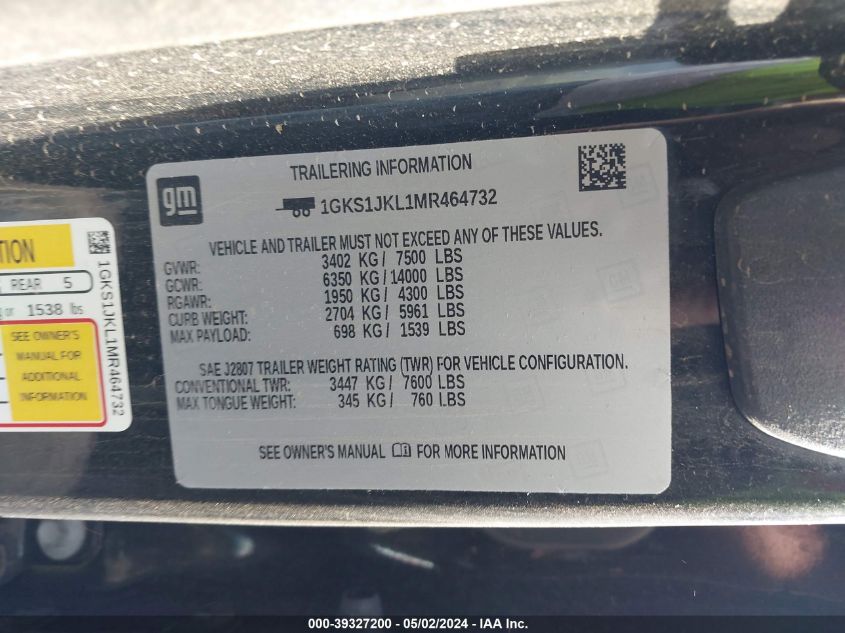 TRAILERING INFORMATION
gm
1GKS1JKL1MR464732
VEHICLE AND TRAILER MUST NOT EXCEED ANY OF THESE VALUES.
GVWR: 3402 KG / 7500 LBS
GCWR: 6350 KG / 14000 LBS
RGAWR: 1950 KG / 4300 LBS
CURB WEIGHT: 2704 KG / 5961 LBS
MAX PAYLOAD: 698 KG / 1539 LBS
SAE J2807 TRAILER WEIGHT RATING (TWR) FOR VEHICLE CONFIGURATION.
CONVENTIONAL TWR: 3447 KG / 7600 LBS
MAX TONGUE WEIGHT: 345 KG / 760 LBS
SEE OWNER'S MANUAL FOR MORE INFORMATION
REAR 5
or 1538 lbs
SEE OWNER'S
MANUAL FOR
ADDITIONAL
INFORMATION
1GKS1JKL1MR464732
000-39327200 - 05/02/2024 - IAA Inc.